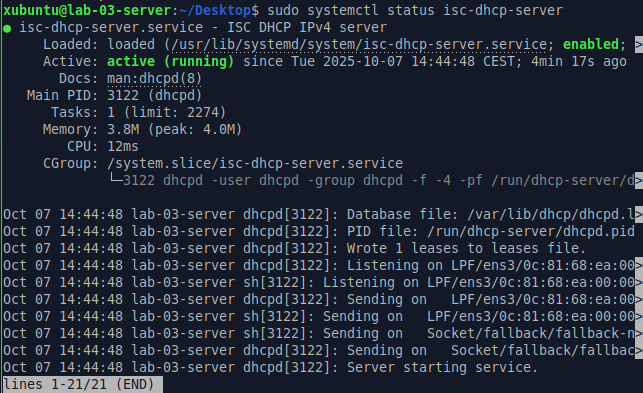 xubuntu@lab-03-server:~/Desktop$ sudo systemctl status isc-dhcp-server
● isc-dhcp-server.service - ISC DHCP IPv4 server
     Loaded: loaded (/usr/lib/systemd/system/isc-dhcp-server.service; enabled; >
     Active: active (running) since Tue 2025-10-07 14:44:48 CEST; 4min 17s ago
       Docs: man:dhcpd(8)
   Main PID: 3122 (dhcpd)
      Tasks: 1 (limit: 2274)
     Memory: 3.8M (peak: 4.0M)
        CPU: 12ms
     CGroup: /system.slice/isc-dhcp-server.service
             └─3122 dhcpd -user dhcpd -group dhcpd -f -4 -pf /run/dhcp-server/d>
Oct 07 14:44:48 lab-03-server dhcpd[3122]: Database file: /var/lib/dhcp/dhcpd.l>
Oct 07 14:44:48 lab-03-server dhcpd[3122]: PID file: /run/dhcp-server/dhcpd.pid
Oct 07 14:44:48 lab-03-server dhcpd[3122]: Wrote 1 leases to leases file.
Oct 07 14:44:48 lab-03-server dhcpd[3122]: Listening on LPF/ens3/0c:81:68:ea:00>
Oct 07 14:44:48 lab-03-server sh[3122]: Listening on LPF/ens3/0c:81:68:ea:00:00>
Oct 07 14:44:48 lab-03-server dhcpd[3122]: Sending on   LPF/ens3/0c:81:68:ea:00>
Oct 07 14:44:48 lab-03-server sh[3122]: Sending on   LPF/ens3/0c:81:68:ea:00:00>
Oct 07 14:44:48 lab-03-server sh[3122]: Sending on   Socket/fallback/fallback-n>
Oct 07 14:44:48 lab-03-server dhcpd[3122]: Sending on   Socket/fallback/fallbac>
Oct 07 14:44:48 lab-03-server dhcpd[3122]: Server starting service.
lines 1-21/21 (END)